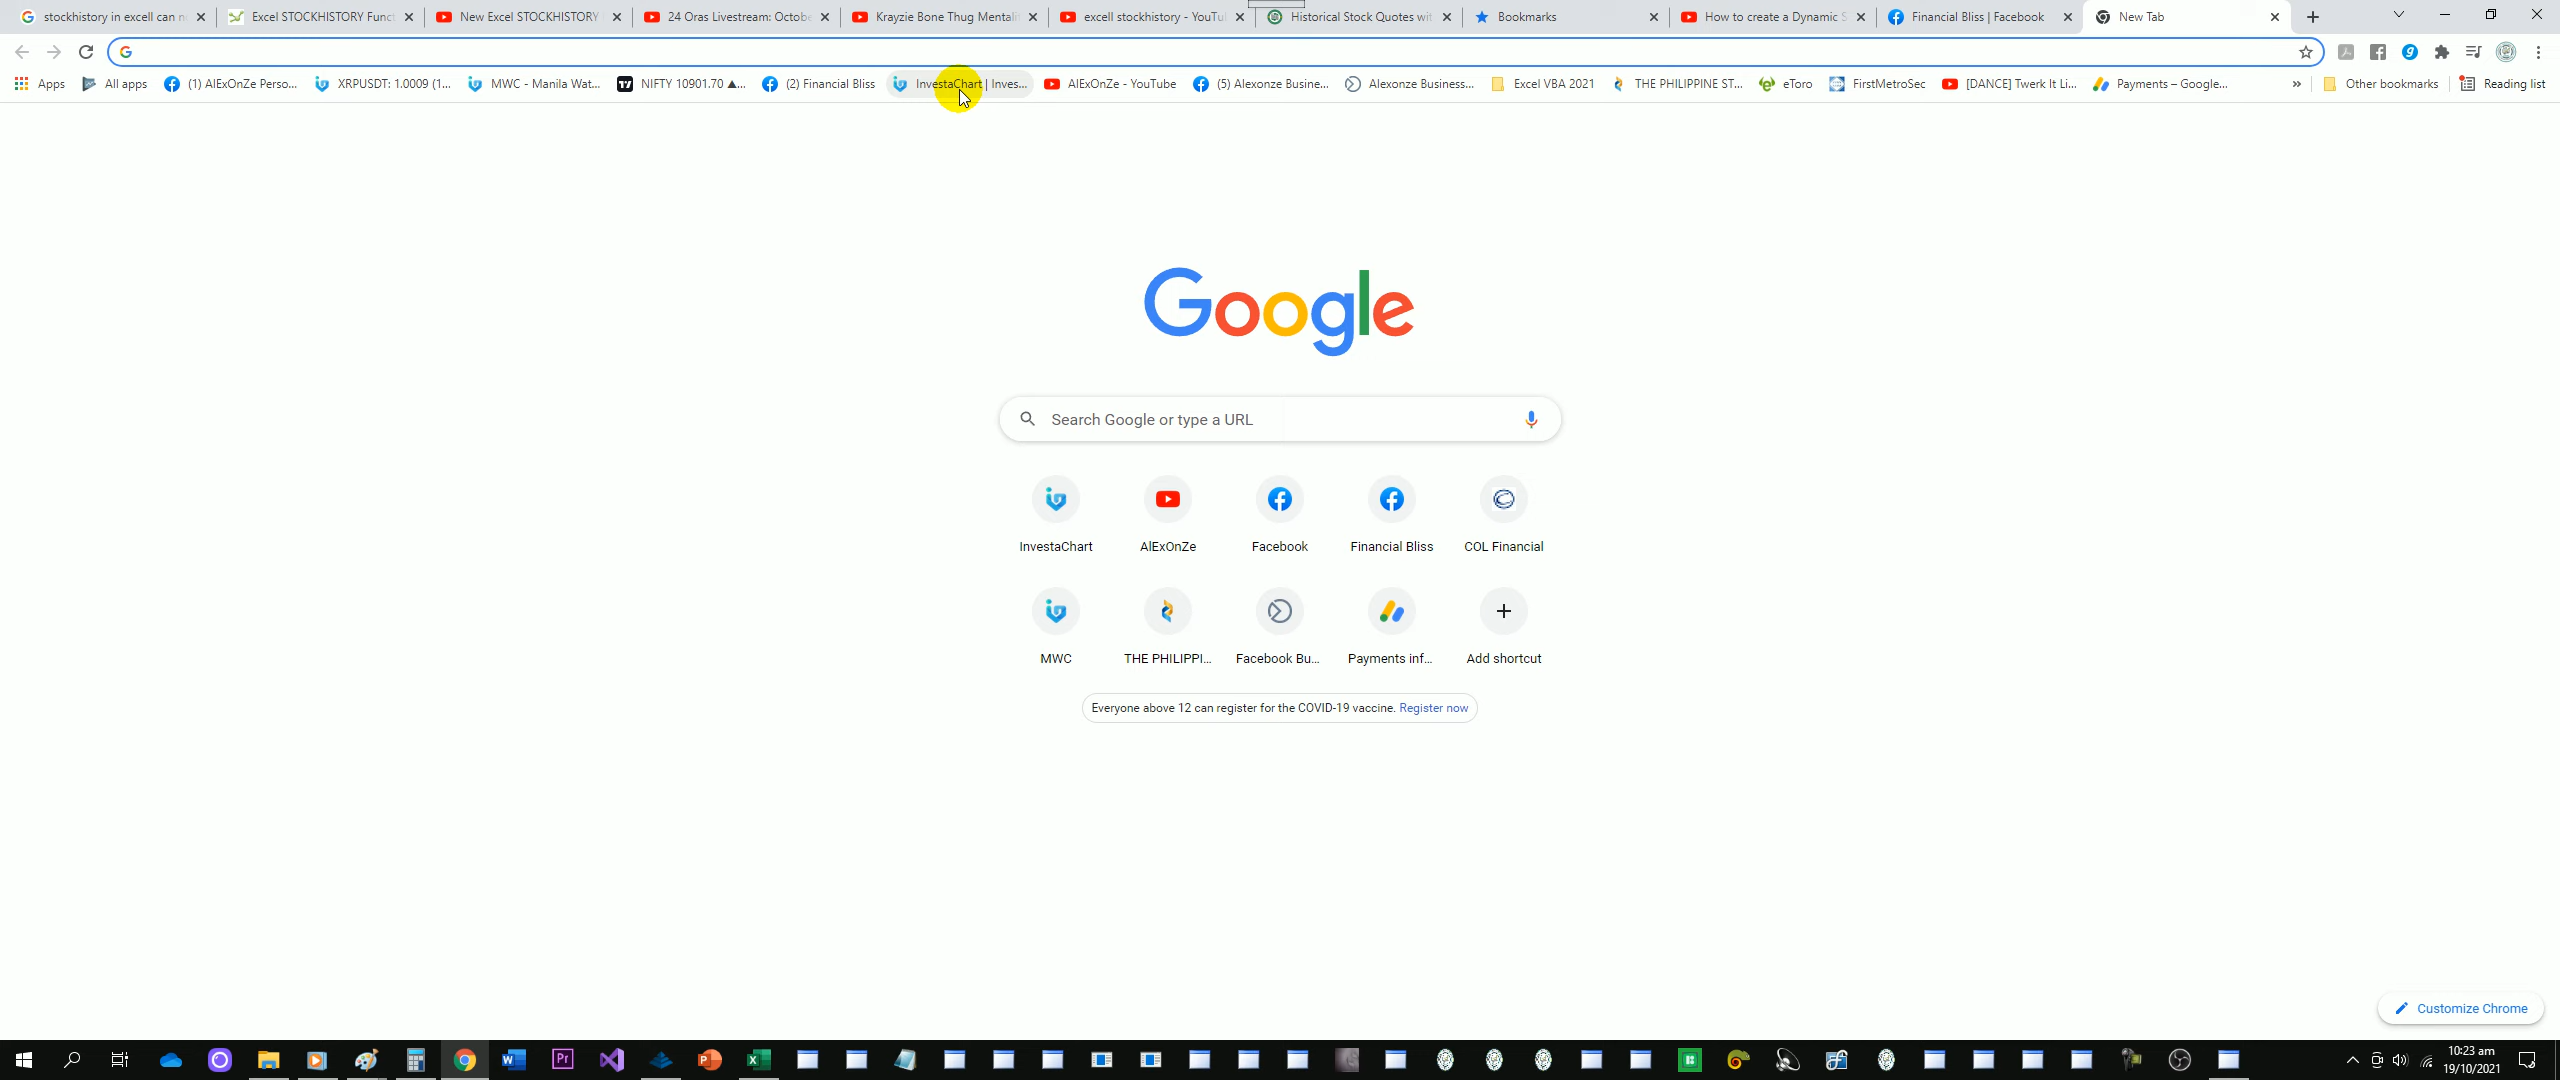 stockhistory in excell can n
Excel STOCKHISTORY Funct
New Excel STOCKHISTORY
24 Oras Livestream: Octobe
Krayzie Bone Thug Mentali
excell stockhistory - YouTu
Historical Stock Quotes wit
Bookmarks
How to create a Dynamic S
Financial Bliss | Facebook
New Tab
Apps
All apps
(1) AlExOnZe Perso...
XRPUSDT: 1.0009 (1...
MWC - Manila Wat...
NIFTY 10901.70 ▲...
(2) Financial Bliss
InvestaChart | Inves...
AlExOnZe - YouTube
(5) Alexonze Busine...
Alexonze Business...
Excel VBA 2021
THE PHILIPPINE ST...
eToro
FirstMetroSec
[DANCE] Twerk It Li...
Payments – Google...
»
Other bookmarks
Reading list
Google
Search Google or type a URL
InvestaChart
AlExOnZe
Facebook
Financial Bliss
COL Financial
MWC
THE PHILIPPI...
Facebook Bu...
Payments inf...
Add shortcut
Everyone above 12 can register for the COVID-19 vaccine. Register now
Customize Chrome
10:23 am
19/10/2021